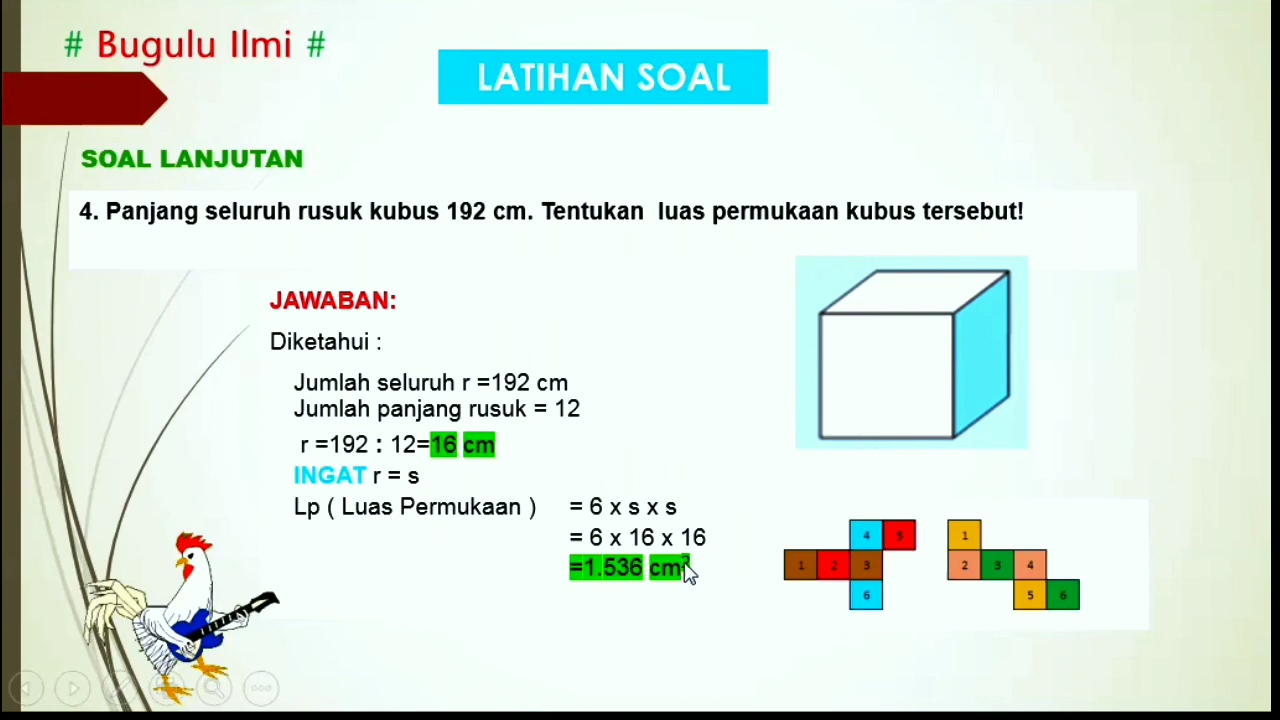 # Bugulu Ilmi #
LATIHAN SOAL
SOAL LANJUTAN
4. Panjang seluruh rusuk kubus 192 cm. Tentukan luas permukaan kubus tersebut!
JAWABAN:
Diketahui :
Jumlah seluruh r =192 cm
Jumlah panjang rusuk = 12
r =192 : 12=16 cm
INGAT r = s
Lp ( Luas Permukaan ) = 6 x s x s
= 6 x 16 x 16
=1.536 cm²
4 5
1 2 3
6
1
2 3 4
5 6